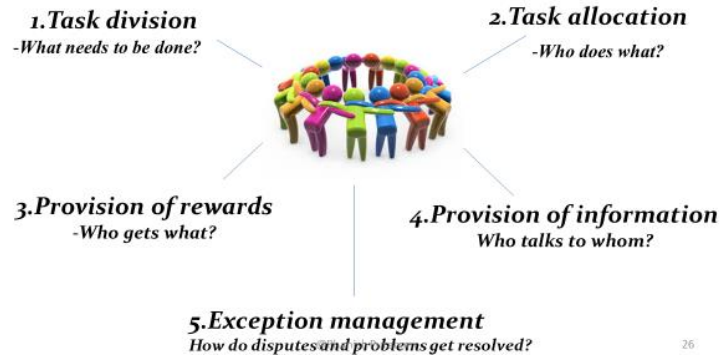 1.Task division
-What needs to be done?
2.Task allocation
-Who does what?
3.Provision of rewards
-Who gets what?
4.Provision of information
Who talks to whom?
5.Exception management
How do disputes and problems get resolved?
26